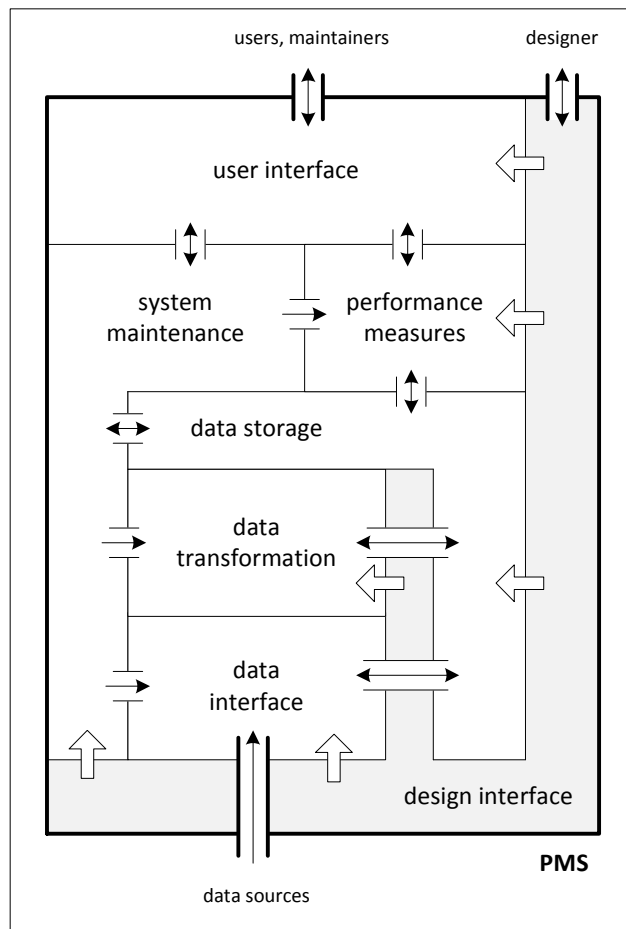 users, maintainers
designer
user interface
system
maintenance
performance
measures
data storage
data
transformation
data
interface
design interface
PMS
data sources